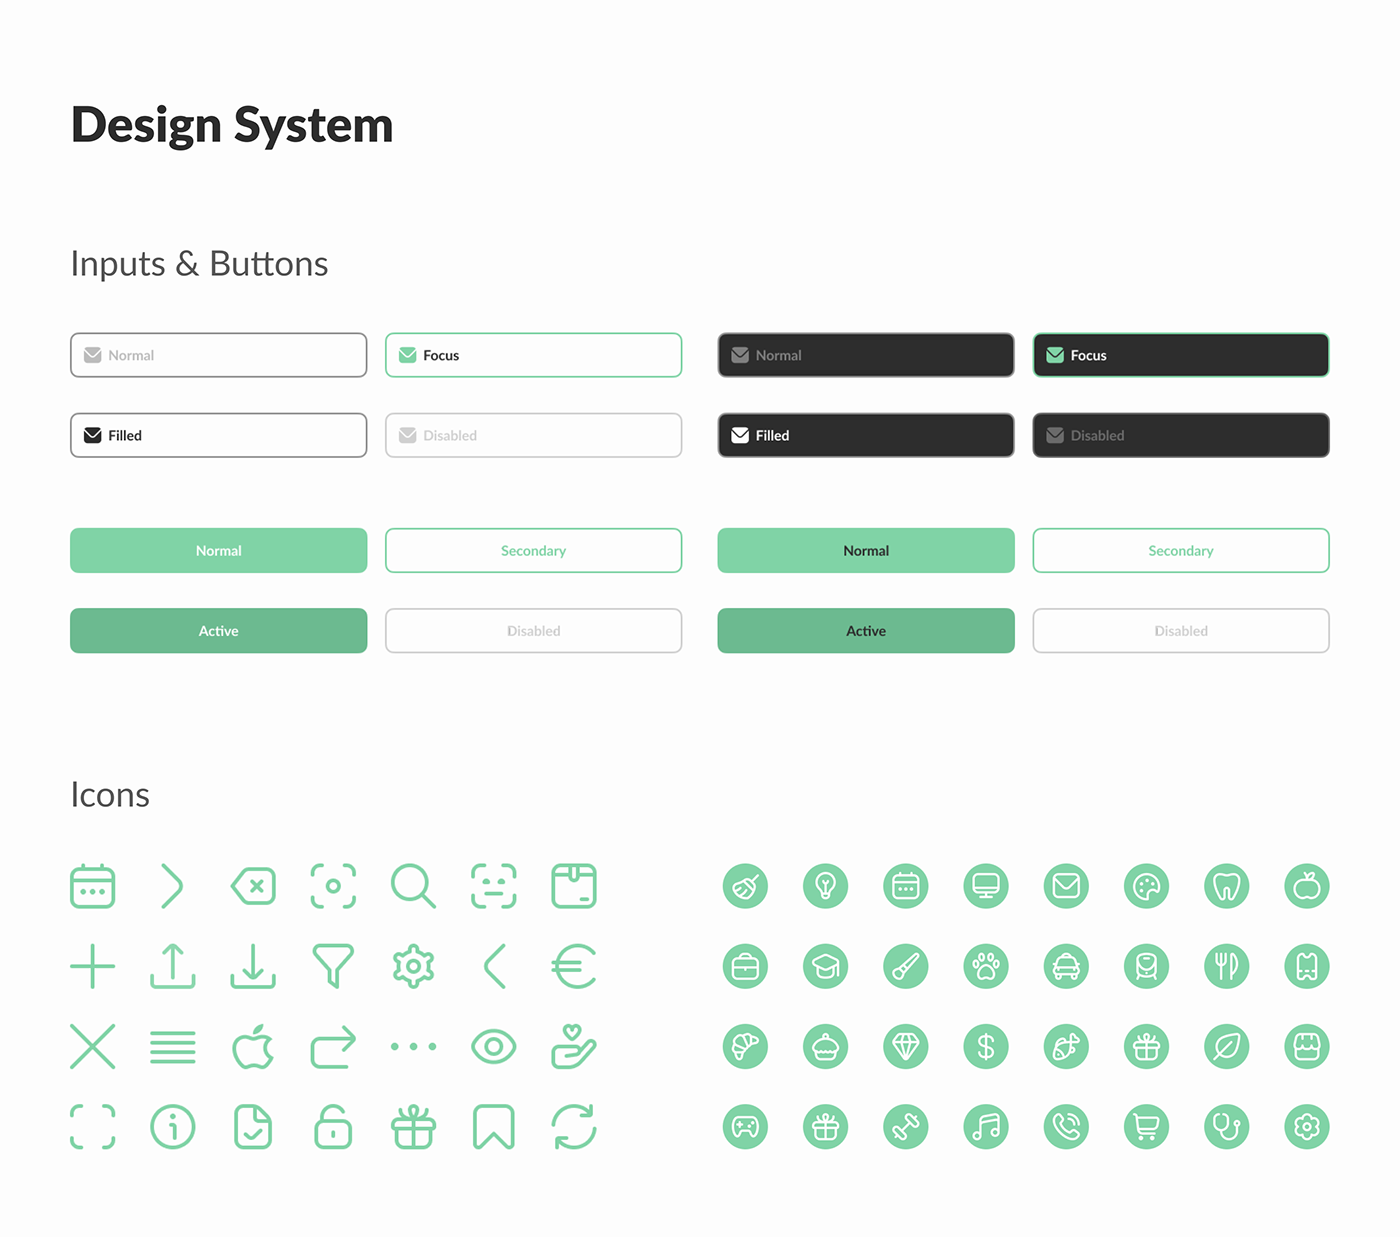 Design System
Inputs & Buttons
Normal
Focus
Normal
Focus
Filled
Disabled
Filled
Disabled
Normal
Secondary
Normal
Secondary
Active
Disabled
Active
Disabled
Icons